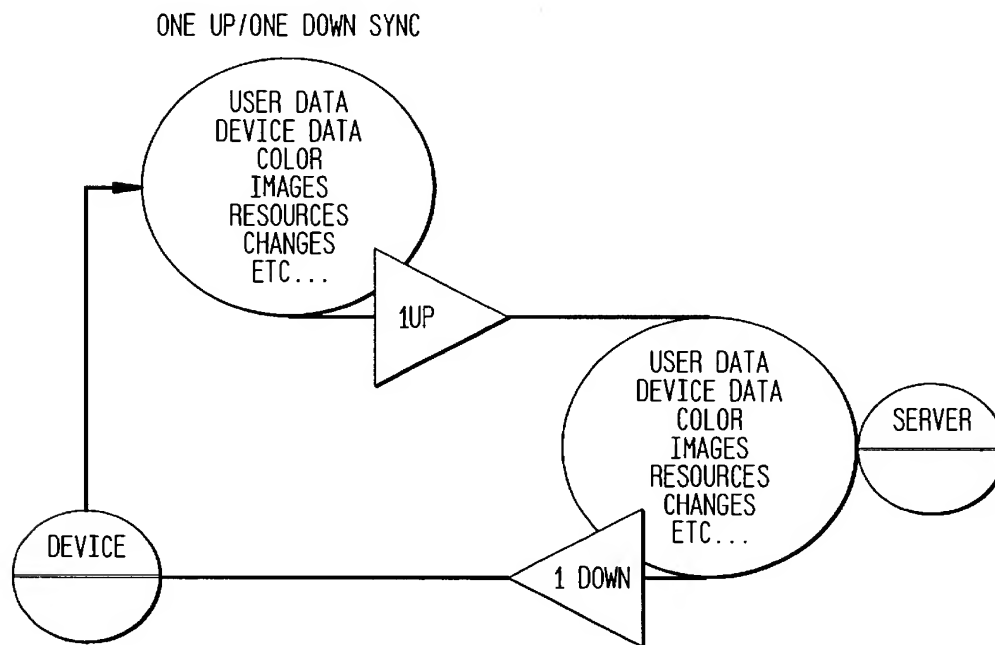 ONE UP/ONE DOWN SYNC
USER DATA
DEVICE DATA
COLOR
IMAGES
RESOURCES
CHANGES
ETC...
1UP
USER DATA
DEVICE DATA
COLOR
IMAGES
RESOURCES
CHANGES
ETC...
SERVER
DEVICE
1 DOWN